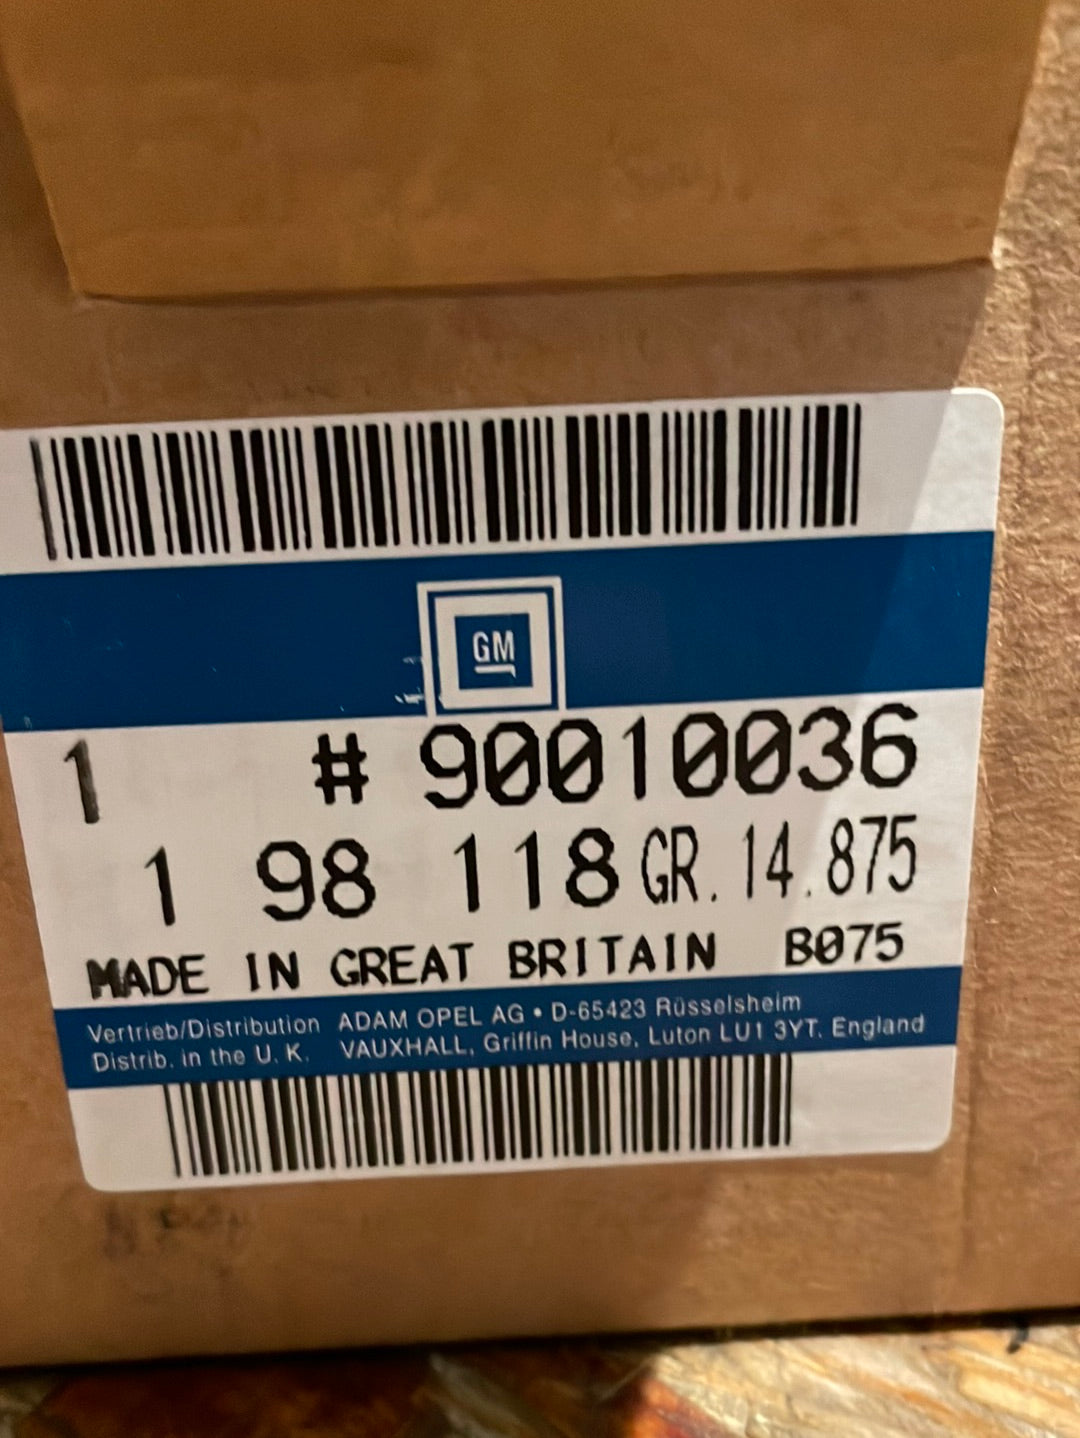 GM
1 # 90010036
1 98 118 GR. 14.875
MADE IN GREAT BRITAIN B075
Vertrieb/Distribution ADAM OPEL AG • D-65423 Rüsselsheim
Distrib. in the U. K. VAUXHALL, Griffin House, Luton LU1 3YT. England